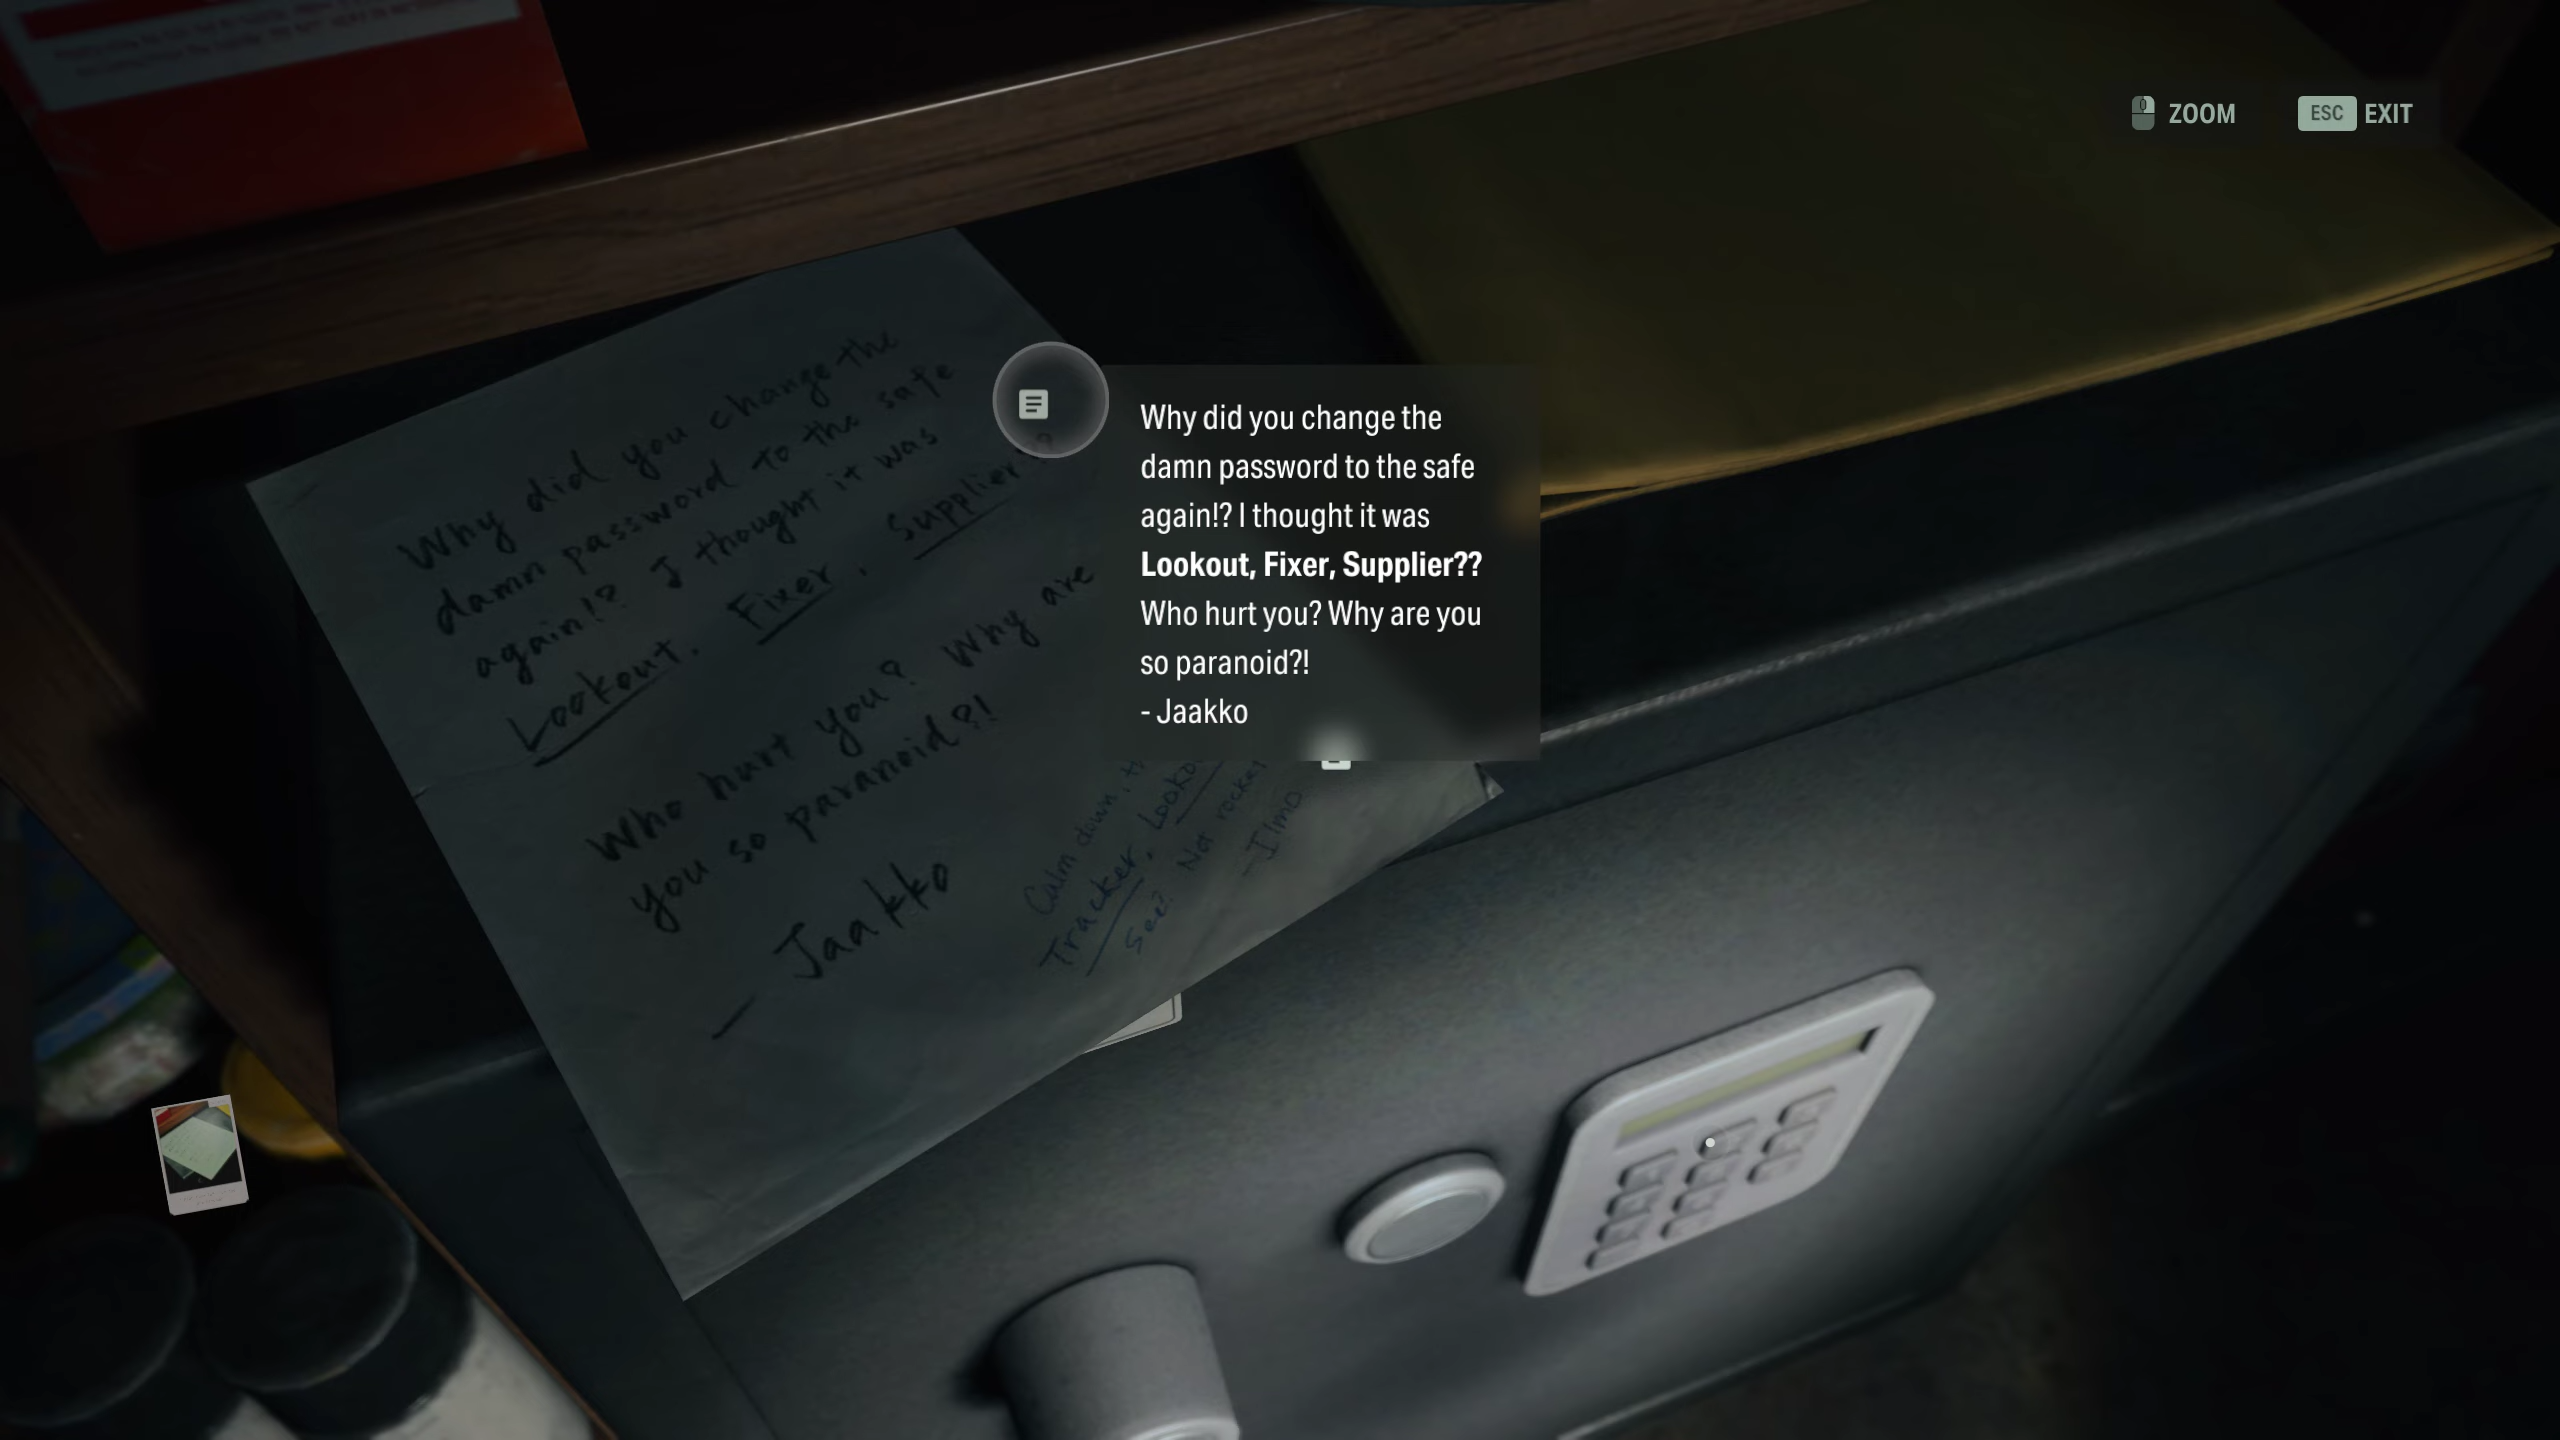 ZOOM
ESC EXIT
Why did you change the
damn password to the safe
again!? I thought it was
Lookout, Fixer, Supplier??
Who hurt you? Why are you
so paranoid?!
- Jaakko
Why did you change the
damn password to the safe
again!? I thought it was
Lookout, Fixer, Supplier?
Who hurt you? Why are
you so paranoid?!
— Jaakko
Calm down,
Tracker, Looko
See? Not rocket
- Ilmo